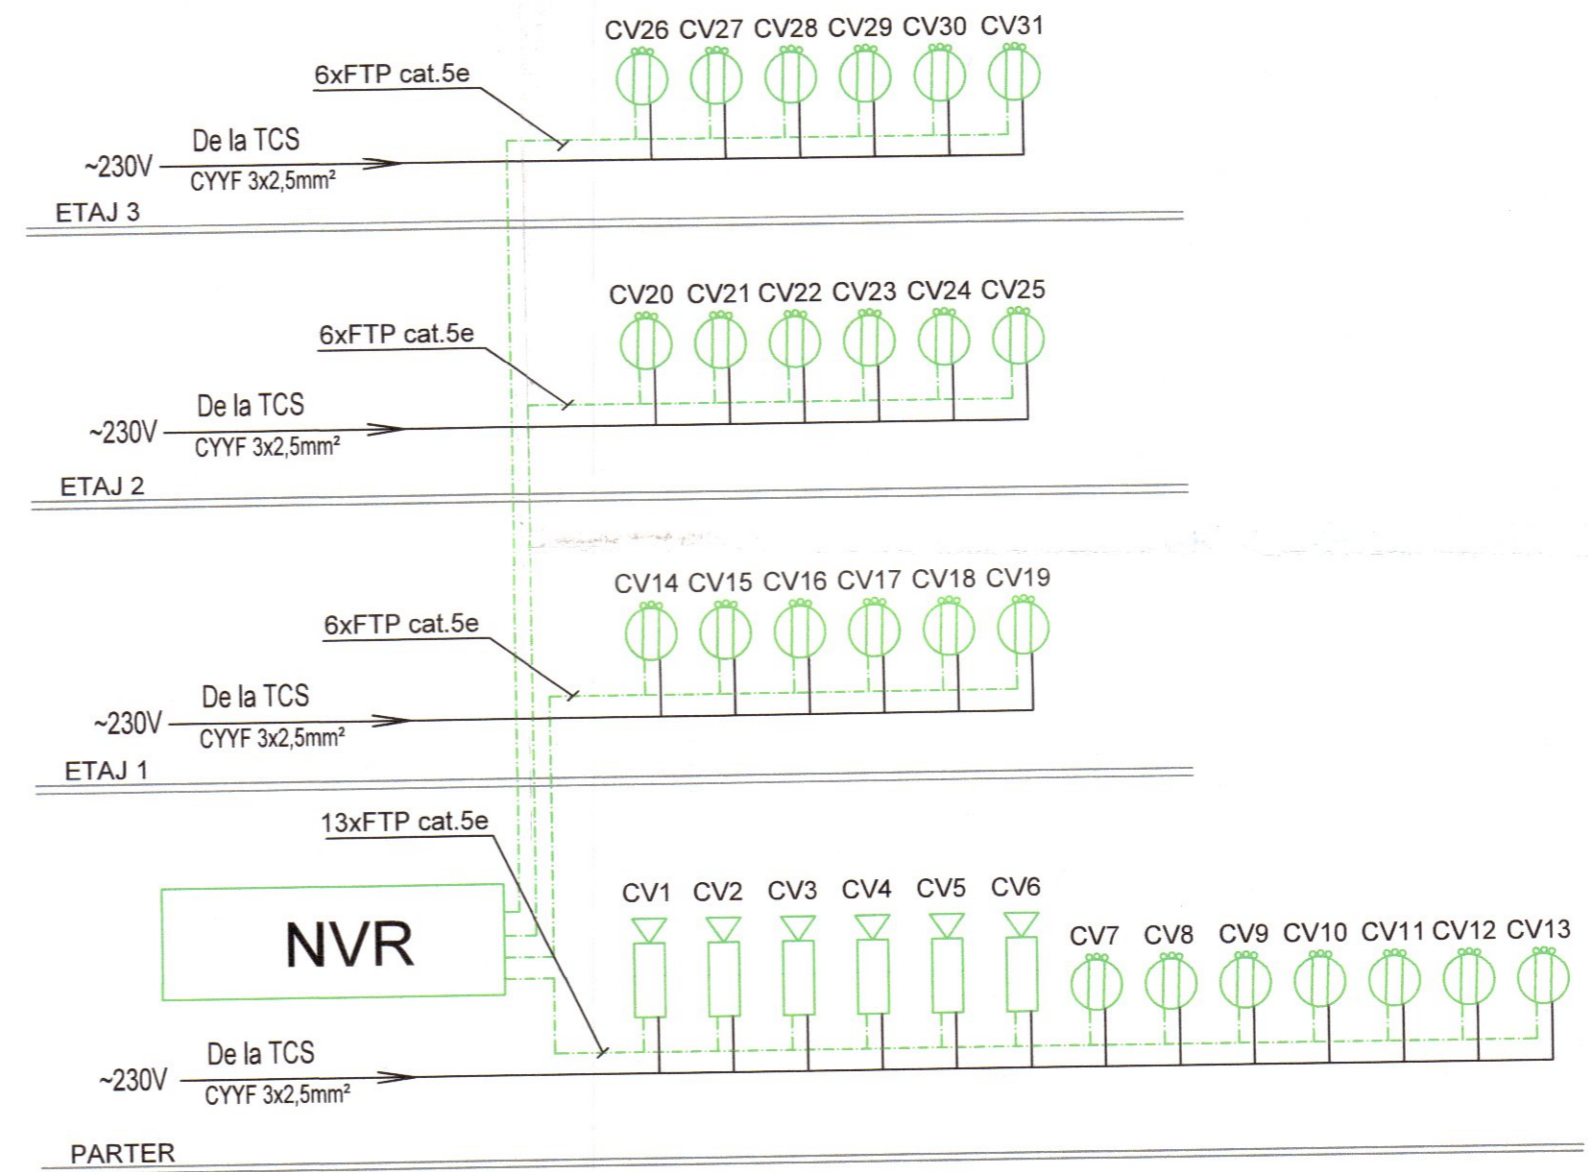 CV26 CV27 CV28 CV29 CV30 CV31
6xFTP cat.5e
De la TCS
~230V
CYYF 3x2,5mm²
ETAJ 3
CV20 CV21 CV22 CV23 CV24 CV25
6xFTP cat.5e
De la TCS
~230V
CYYF 3x2,5mm²
ETAJ 2
CV14 CV15 CV16 CV17 CV18 CV19
6xFTP cat.5e
De la TCS
~230V
CYYF 3x2,5mm²
ETAJ 1
13xFTP cat.5e
CV1 CV2 CV3 CV4 CV5 CV6
CV7 CV8 CV9 CV10 CV11 CV12 CV13
NVR
De la TCS
~230V
CYYF 3x2,5mm²
PARTER